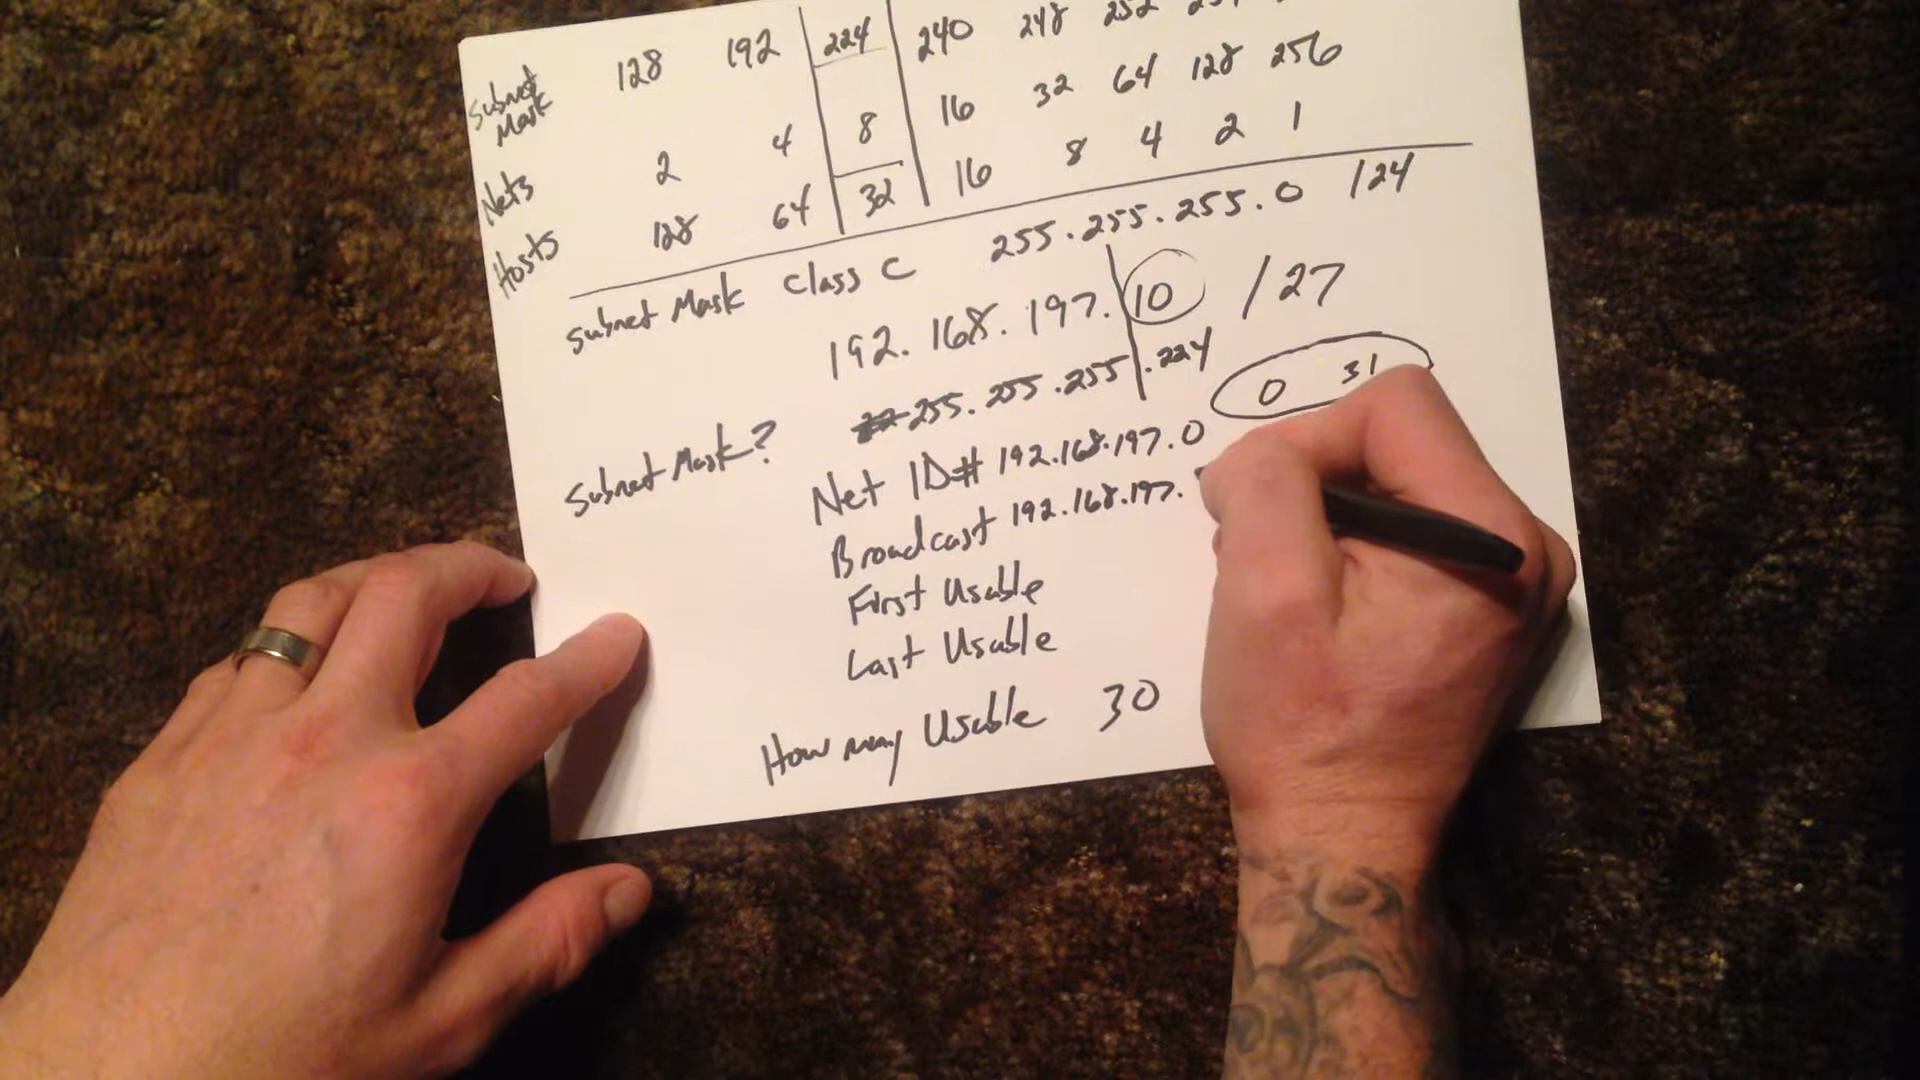 Subnet Mask 128 192 224 240 248 252
Nets 2 4 8 16 32 64 128 256
Hosts 128 64 32 16 8 4 2 1
Subnet Mask Class C 255.255.255.0 /24
192.168.197.10 /27
Subnet Mask? 255.255.255.224
0 31
Net ID# 192.168.197.0
Broadcast 192.168.197.
First Usable
Last Usable
How many Usable 30